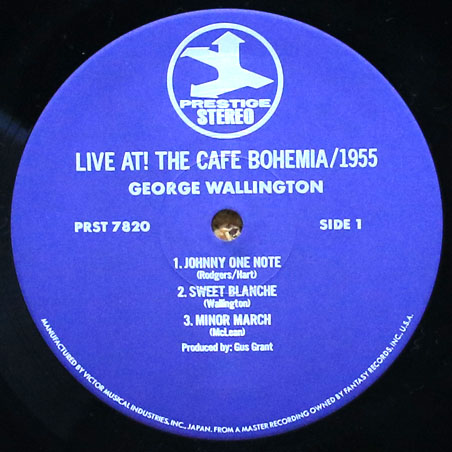 PRESTIGE
STEREO
LIVE AT! THE CAFE BOHEMIA/1955
GEORGE WALLINGTON
PRST 7820 SIDE 1
1. JOHNNY ONE NOTE
(Rodgers/Hart)
2. SWEET BLANCHE
(Wallington)
3. MINOR MARCH
(McLean)
Produced by: Gus Grant
MANUFACTURED BY VICTOR MUSICAL INDUSTRIES, INC., JAPAN. FROM A MASTER RECORDING OWNED BY FANTASY RECORDS, INC. U.S.A.